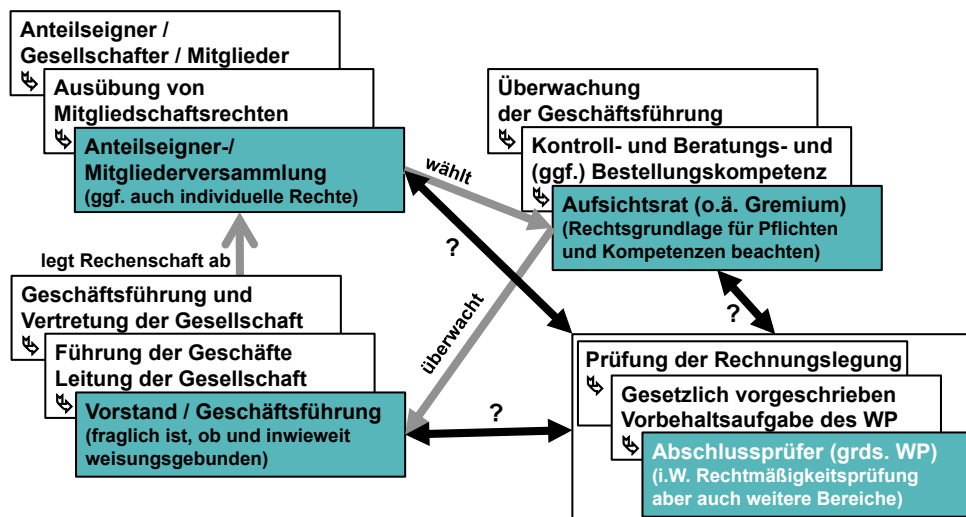 Anteilseigner /
Gesellschafter / Mitglieder
Ausübung von
Mitgliedschaftsrechten
Anteilseigner-/
Mitgliederversammlung
(ggf. auch individuelle Rechte)
wählt
Überwachung
der Geschäftsführung
Kontroll- und Beratungs- und
(ggf.) Bestellungskompetenz
Aufsichtsrat (o.ä. Gremium)
(Rechtsgrundlage für Pflichten
und Kompetenzen beachten)
?
?
legt Rechenschaft ab
überwacht
Geschäftsführung und
Vertretung der Gesellschaft
Führung der Geschäfte
Leitung der Gesellschaft
Vorstand / Geschäftsführung
(fraglich ist, ob und inwieweit
weisungsgebunden)
?
Prüfung der Rechnungslegung
Gesetzlich vorgeschrieben
Vorbehaltsaufgabe des WP
Abschlussprüfer (grds. WP)
(i.W. Rechtmäßigkeitsprüfung
aber auch weitere Bereiche)